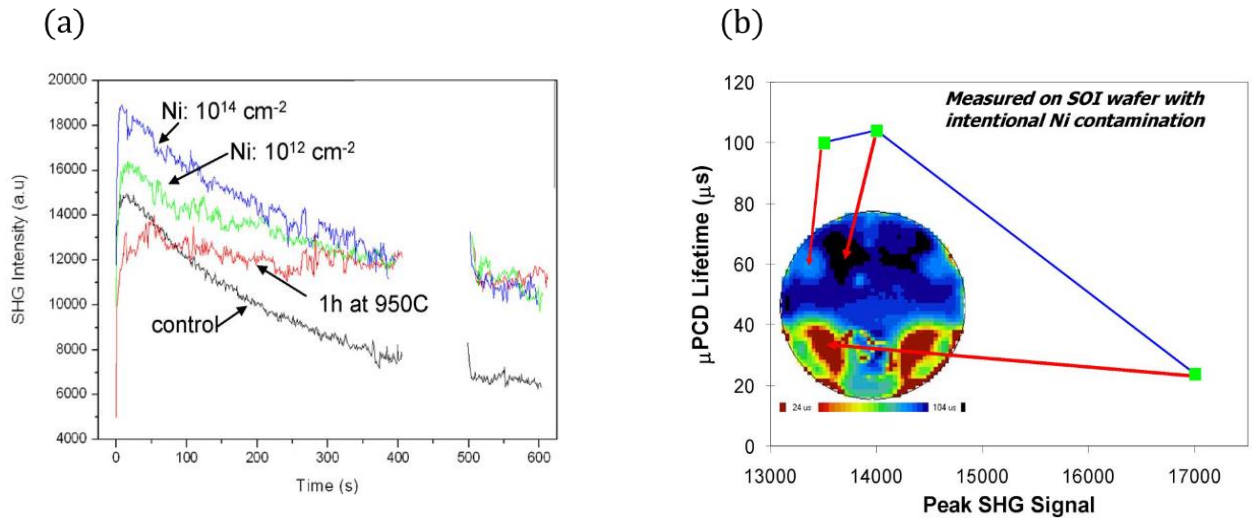 (a)
(b)
20000
18000
16000
14000
12000
10000
8000
6000
4000
SHG Intensity (a.u)
Ni: 10¹⁴ cm⁻²
Ni: 10¹² cm⁻²
1h at 950C
control
0
100
200
300
400
500
600
Time (s)
120
100
80
60
40
20
0
μPCD Lifetime (μs)
Measured on SOI wafer with
intentional Ni contamination
24 us
104 us
13000
14000
15000
16000
17000
Peak SHG Signal